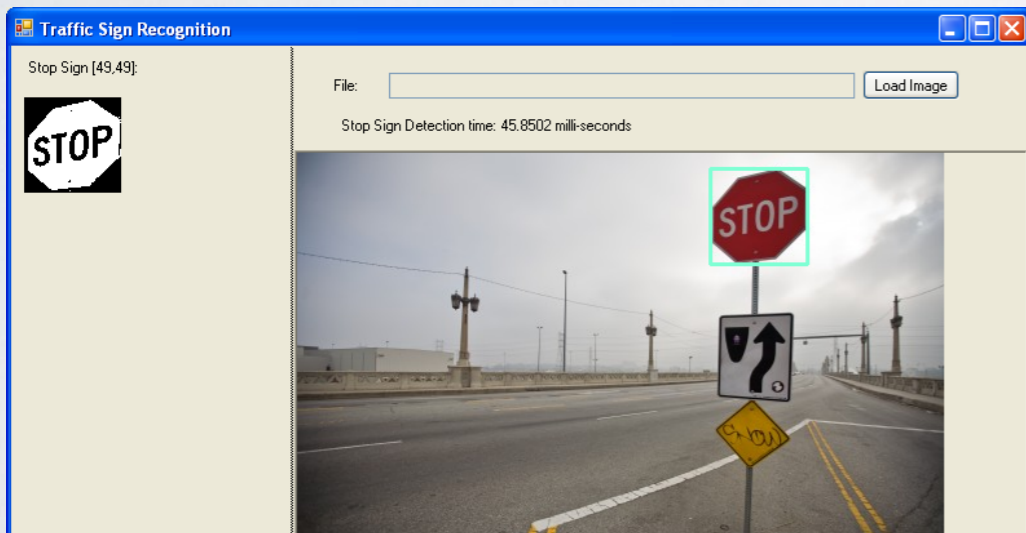 Traffic Sign Recognition
Stop Sign [49,49]:
STOP
File:
Load Image
Stop Sign Detection time: 45.8502 milli-seconds
STOP